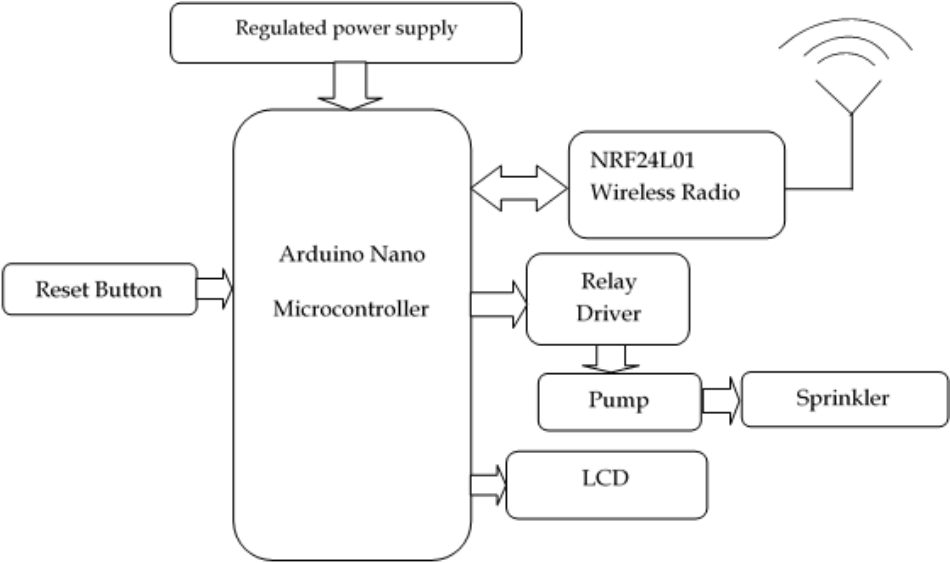 Regulated power supply
NRF24L01
Wireless Radio
Arduino Nano
Microcontroller
Reset Button
Relay
Driver
Pump
Sprinkler
LCD